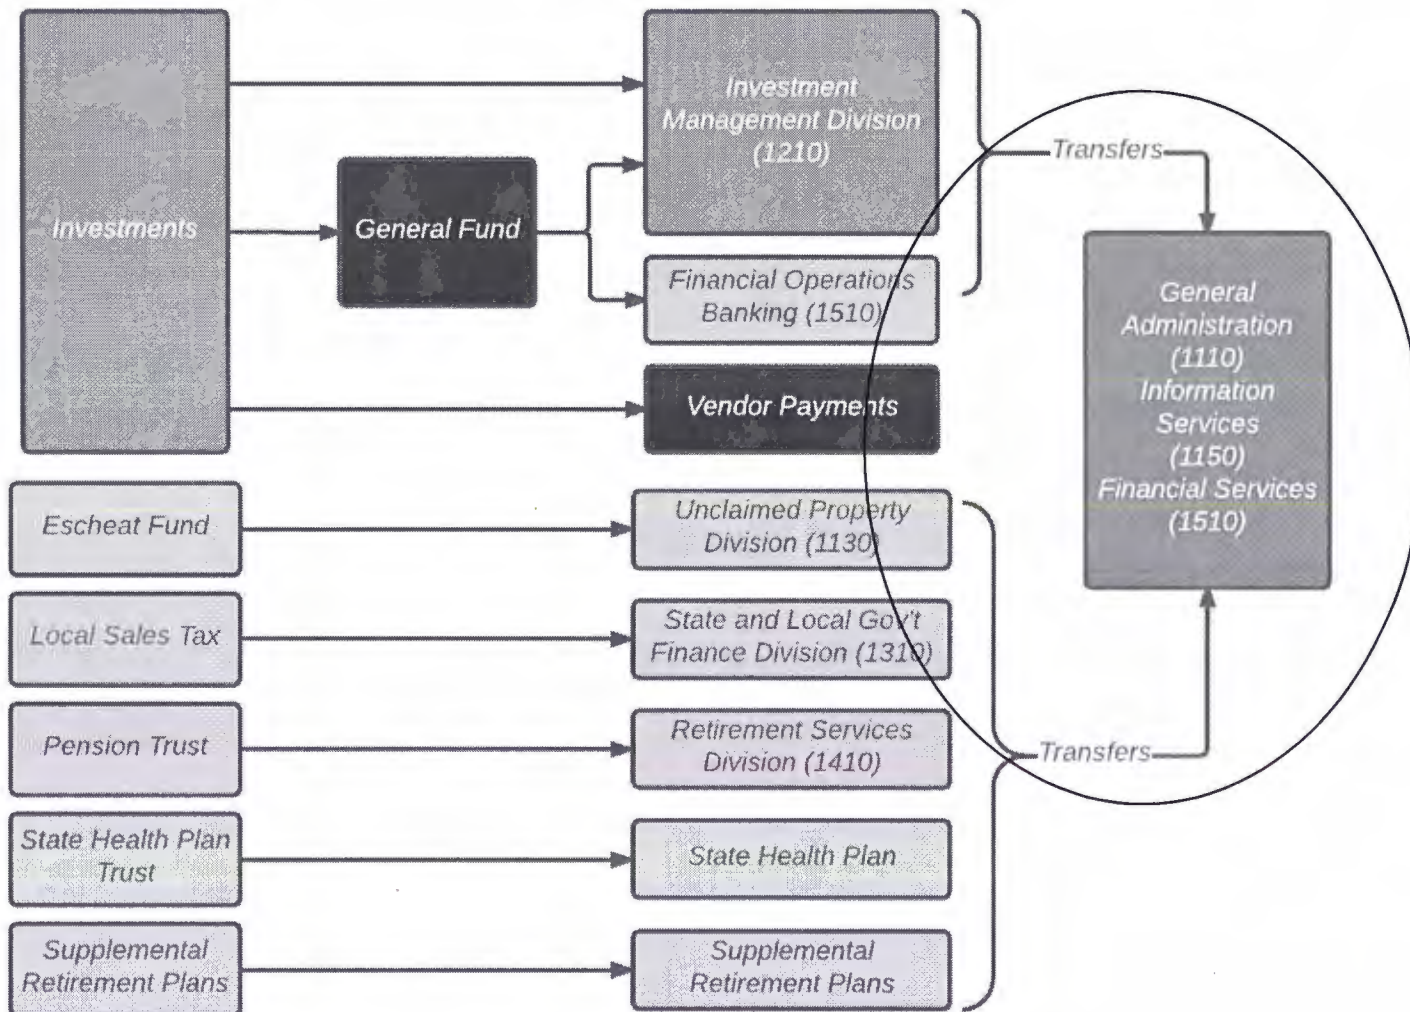 Investments
General Fund
Investment
Management Division
(1210)
Financial Operations
Banking (1510)
Vendor Payments
Transfers
General
Administration
(1110)
Information
Services
(1150)
Financial Services
(1510)
Escheat Fund
Unclaimed Property
Division (1130)
Local Sales Tax
State and Local Gov't
Finance Division (1310)
Pension Trust
Retirement Services
Division (1410)
Transfers
State Health Plan
Trust
State Health Plan
Supplemental
Retirement Plans
Supplemental
Retirement Plans